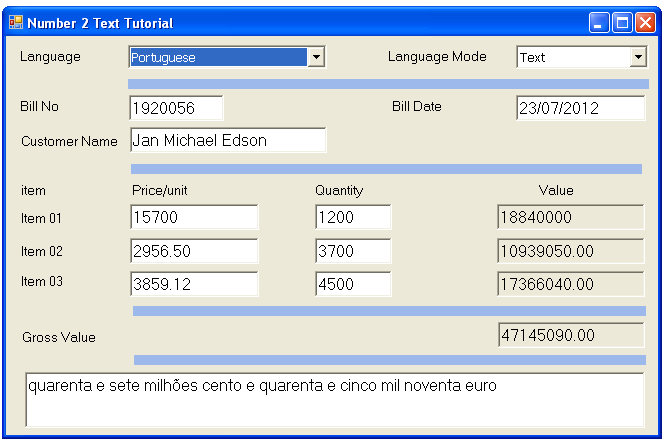 Number 2 Text Tutorial
Language Portuguese Language Mode Text
Bill No 1920056 Bill Date 23/07/2012
Customer Name Jan Michael Edson
item Price/unit Quantity Value
Item 01 15700 1200 18840000
Item 02 2956.50 3700 10939050.00
Item 03 3859.12 4500 17366040.00
Gross Value 47145090.00
quarenta e sete milhões cento e quarenta e cinco mil noventa euro